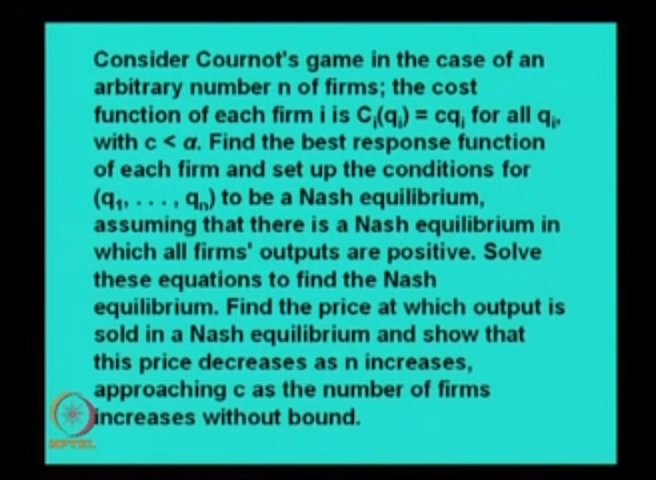 Consider Cournot's game in the case of an
arbitrary number n of firms; the cost
function of each firm i is Cᵢ(qᵢ) = cqᵢ for all qᵢ,
with c < α. Find the best response function
of each firm and set up the conditions for
(q₁, . . . , qₙ) to be a Nash equilibrium,
assuming that there is a Nash equilibrium in
which all firms' outputs are positive. Solve
these equations to find the Nash
equilibrium. Find the price at which output is
sold in a Nash equilibrium and show that
this price decreases as n increases,
approaching c as the number of firms
increases without bound.
NPTEL